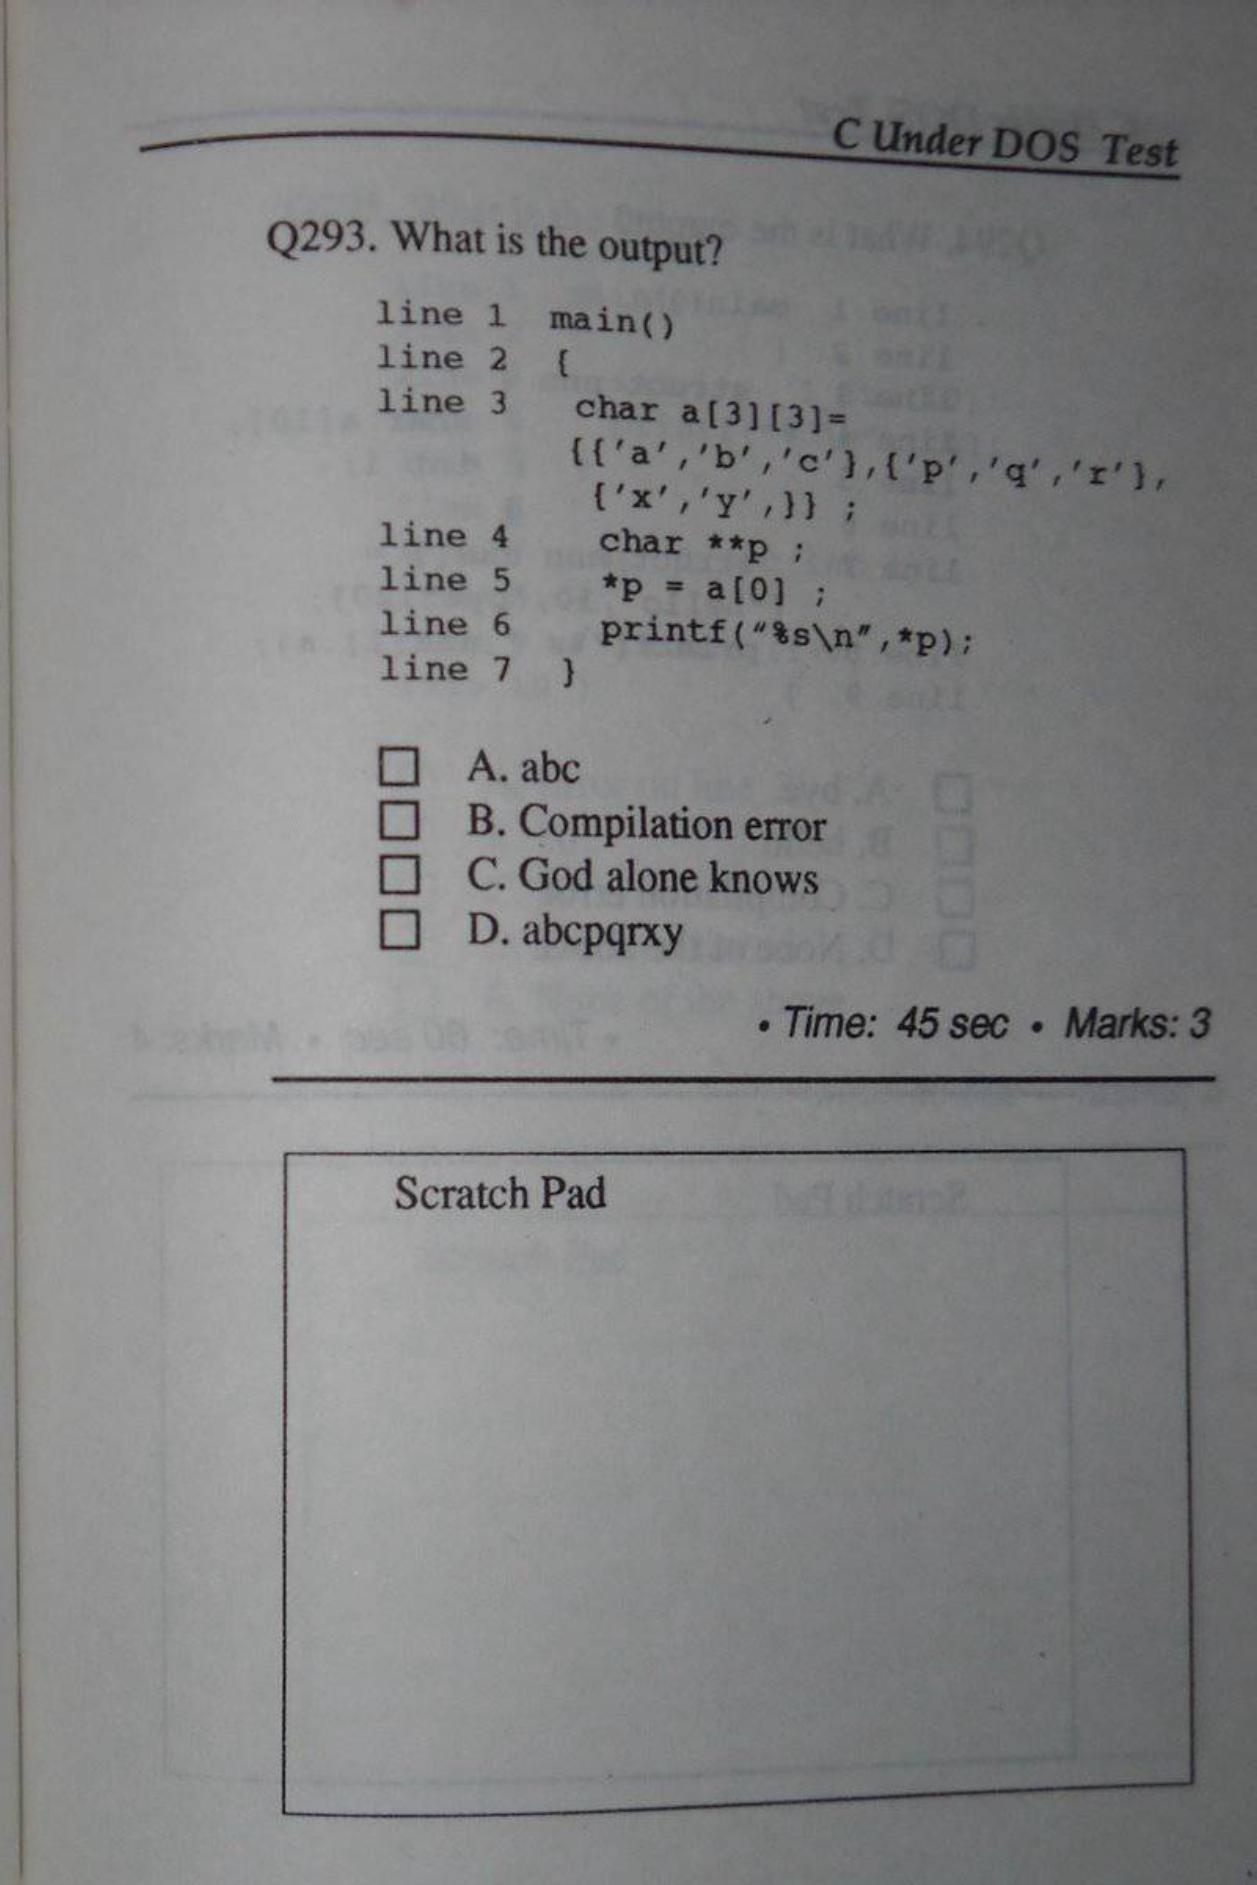 C Under DOS Test
Q293. What is the output?
line 1 main()
line 2 {
line 3 char a[3][3]=
{{'a','b','c'},{'p','q','r'},
{'x','y',}} ;
line 4 char **p ;
line 5 *p = a[0] ;
line 6 printf("%s\n",*p);
line 7 }
A. abc
B. Compilation error
C. God alone knows
D. abcpqrxy
• Time: 45 sec • Marks: 3
Scratch Pad